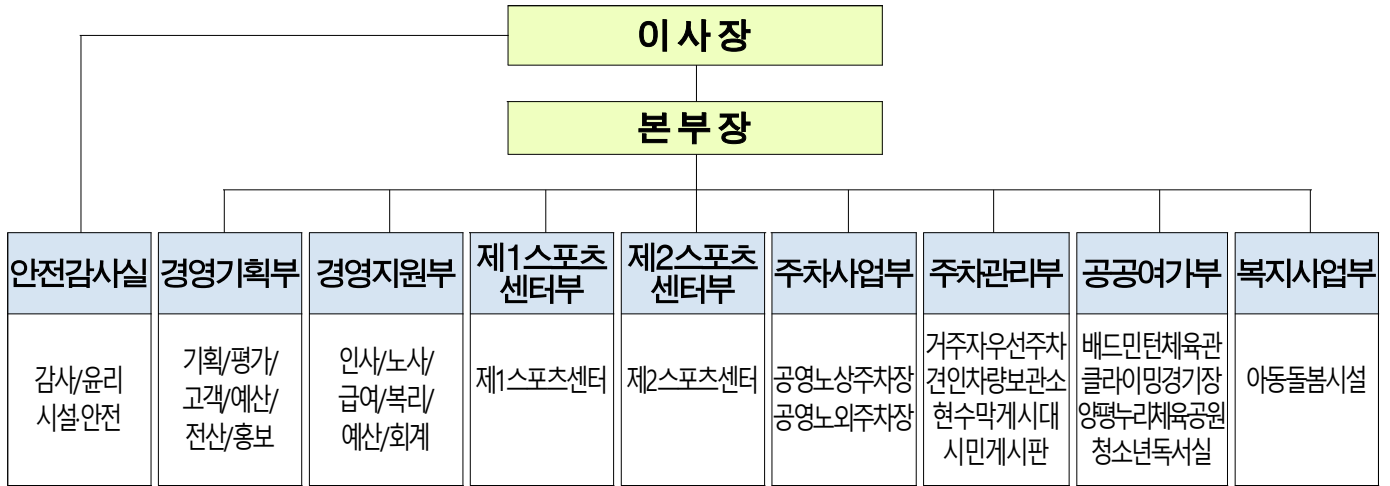 이사장
본부장
안전감사실
감사/윤리
시설·안전
경영기획부
기획/평가/
고객/예산/
전산/홍보
경영지원부
인사/노사/
급여/복리/
예산/회계
제1스포츠
센터부
제1스포츠센터
제2스포츠
센터부
제2스포츠센터
주차사업부
공영노상주차장
공영노외주차장
주차관리부
거주자우선주차
견인차량보관소
현수막게시대
시민게시판
공공여가부
배드민턴체육관
클라이밍경기장
양평누리체육공원
청소년독서실
복지사업부
아동돌봄시설